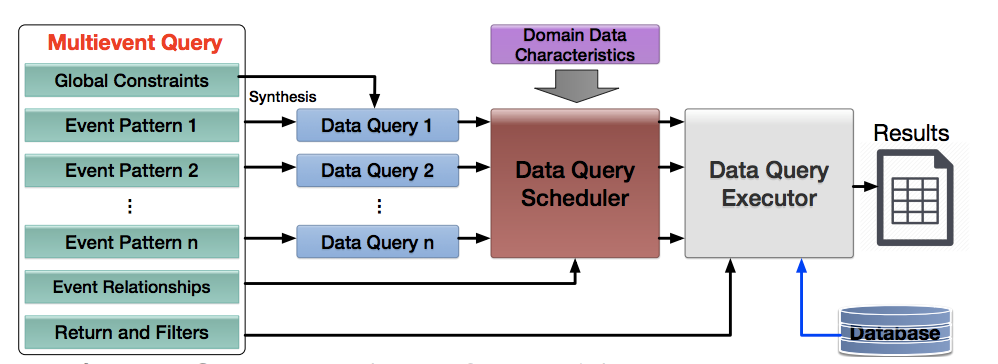 Multievent Query
Global Constraints
Event Pattern 1
Event Pattern 2
⋮
Event Pattern n
Event Relationships
Return and Filters
Synthesis
Data Query 1
Data Query 2
⋮
Data Query n
Domain Data
Characteristics
Data Query
Scheduler
Data Query
Executor
Results
Database